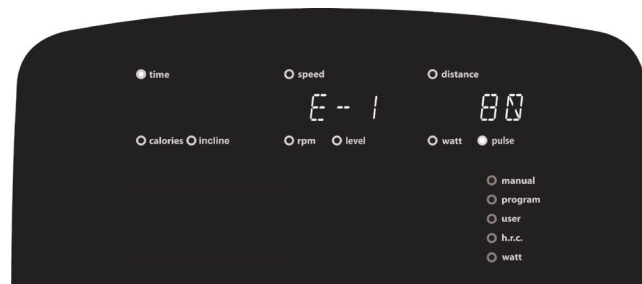 time speed distance
E-- 1 80
calories incline rpm level watt pulse
manual
program
user
h.r.c.
watt